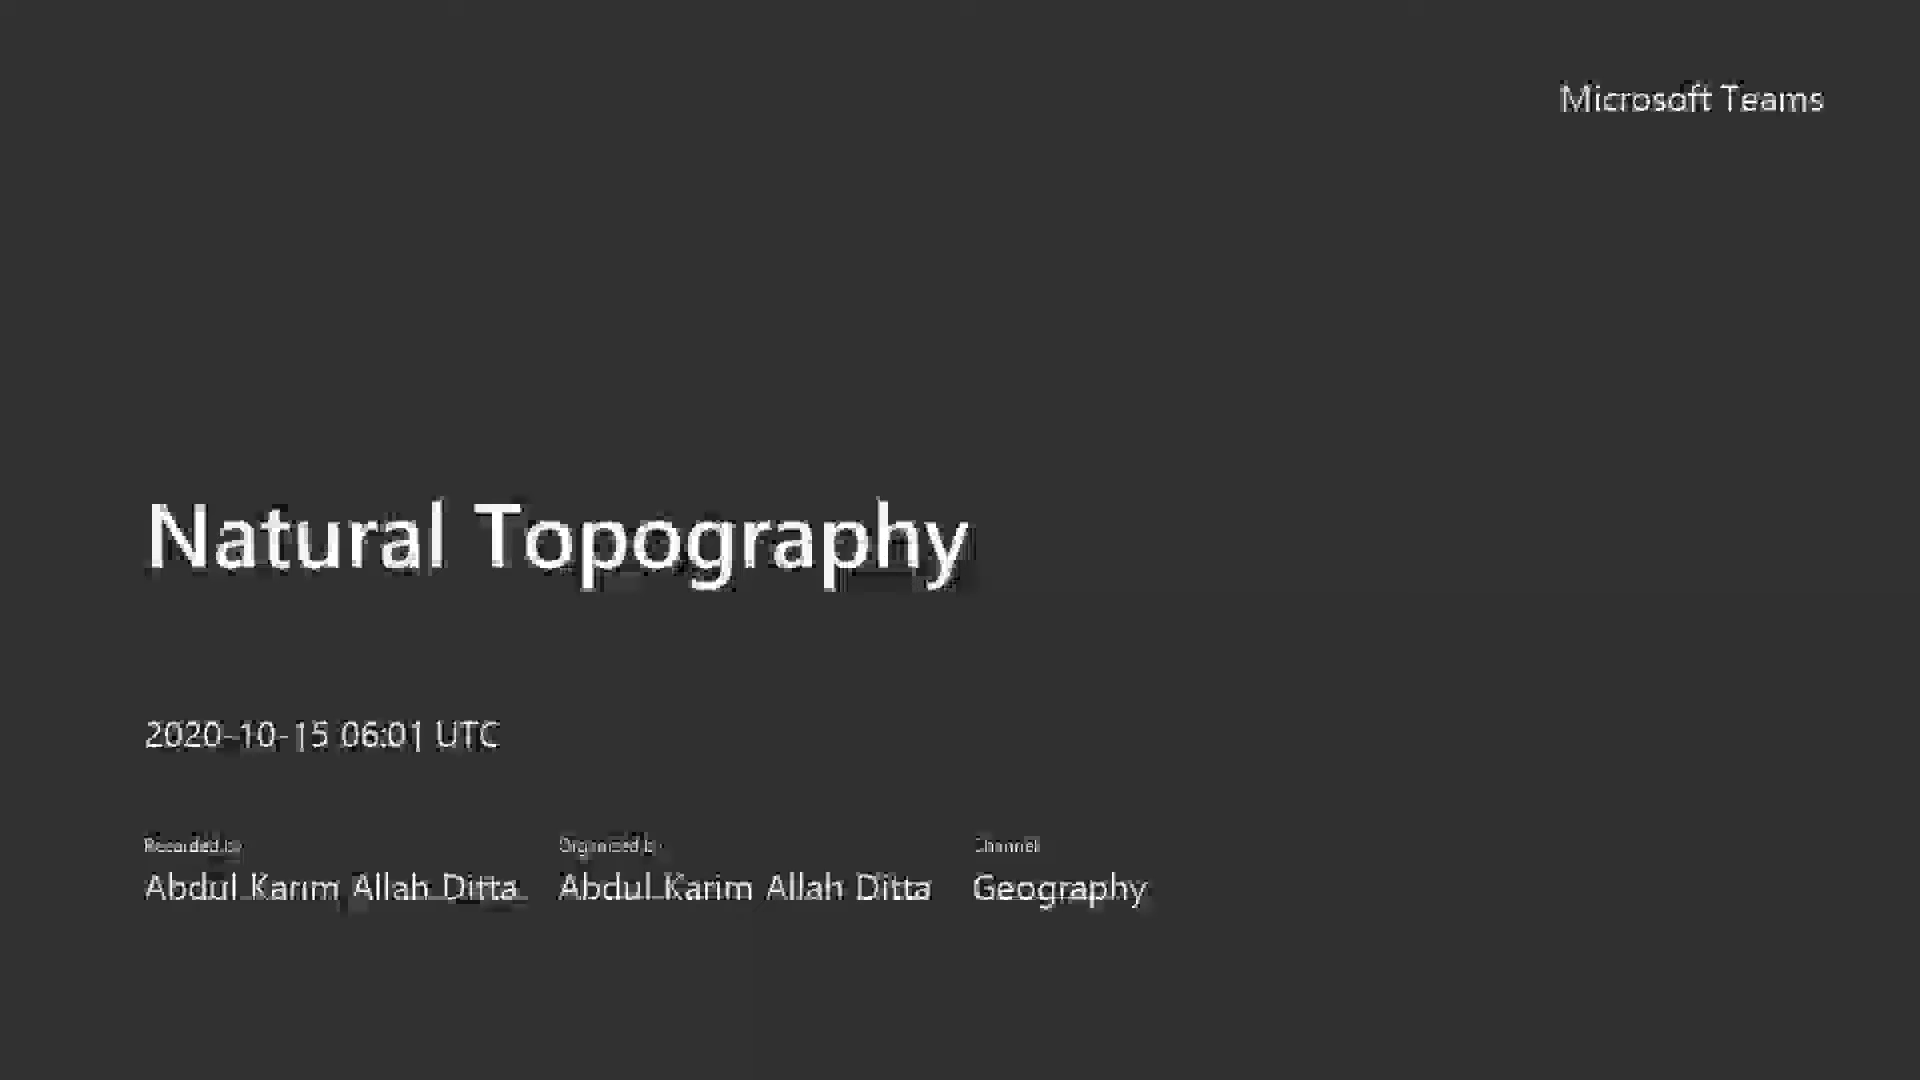 Microsoft Teams
Natural Topography
2020-10-15 06:01 UTC
Recorded by Organized by Channel
Abdul Karim Allah Ditta Abdul Karim Allah Ditta Geography